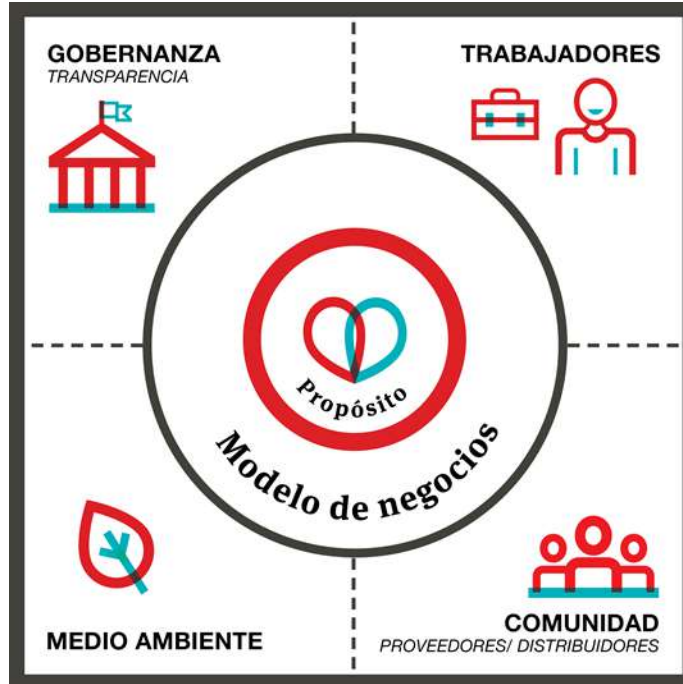 GOBERNANZA
TRANSPARENCIA
TRABAJADORES
Propósito
Modelo de negocios
MEDIO AMBIENTE
COMUNIDAD
PROVEEDORES/ DISTRIBUIDORES